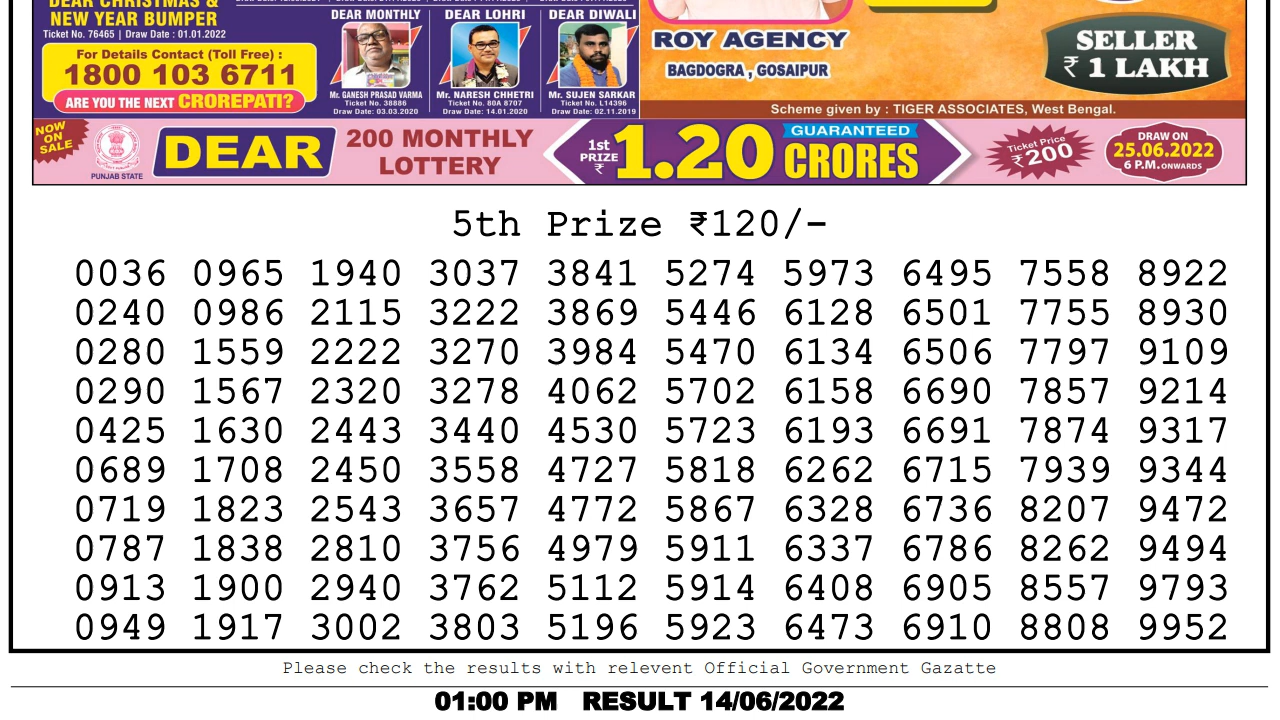 DEAR CHRISTMAS &
NEW YEAR BUMPER
Ticket No. 76465 | Draw Date : 01.01.2022
For Details Contact (Toll Free) :
1800 103 6711
ARE YOU THE NEXT CROREPATI?
DEAR MONTHLY
Mr. GANESH PRASAD VARMA
Ticket No. 38886
Draw Date: 03.03.2020
DEAR LOHRI
Mr. NARESH CHHETRI
Ticket No. 80A 8707
Draw Date: 14.01.2020
DEAR DIWALI
Mr. SUJEN SARKAR
Ticket No. L14396
Draw Date: 02.11.2019
ROY AGENCY
BAGDOGRA , GOSAIPUR
SELLER
₹ 1 LAKH
Scheme given by : TIGER ASSOCIATES, West Bengal.
NOW
ON
SALE
PUNJAB STATE
DEAR
200 MONTHLY
LOTTERY
1st
PRIZE
₹
1.20
GUARANTEED
CRORES
Ticket Price
₹200
DRAW ON
25.06.2022
6 P.M. ONWARDS
5th Prize ₹120/-
0036 0965 1940 3037 3841 5274 5973 6495 7558 8922
0240 0986 2115 3222 3869 5446 6128 6501 7755 8930
0280 1559 2222 3270 3984 5470 6134 6506 7797 9109
0290 1567 2320 3278 4062 5702 6158 6690 7857 9214
0425 1630 2443 3440 4530 5723 6193 6691 7874 9317
0689 1708 2450 3558 4727 5818 6262 6715 7939 9344
0719 1823 2543 3657 4772 5867 6328 6736 8207 9472
0787 1838 2810 3756 4979 5911 6337 6786 8262 9494
0913 1900 2940 3762 5112 5914 6408 6905 8557 9793
0949 1917 3002 3803 5196 5923 6473 6910 8808 9952
Please check the results with relevent Official Government Gazatte
01:00 PM RESULT 14/06/2022